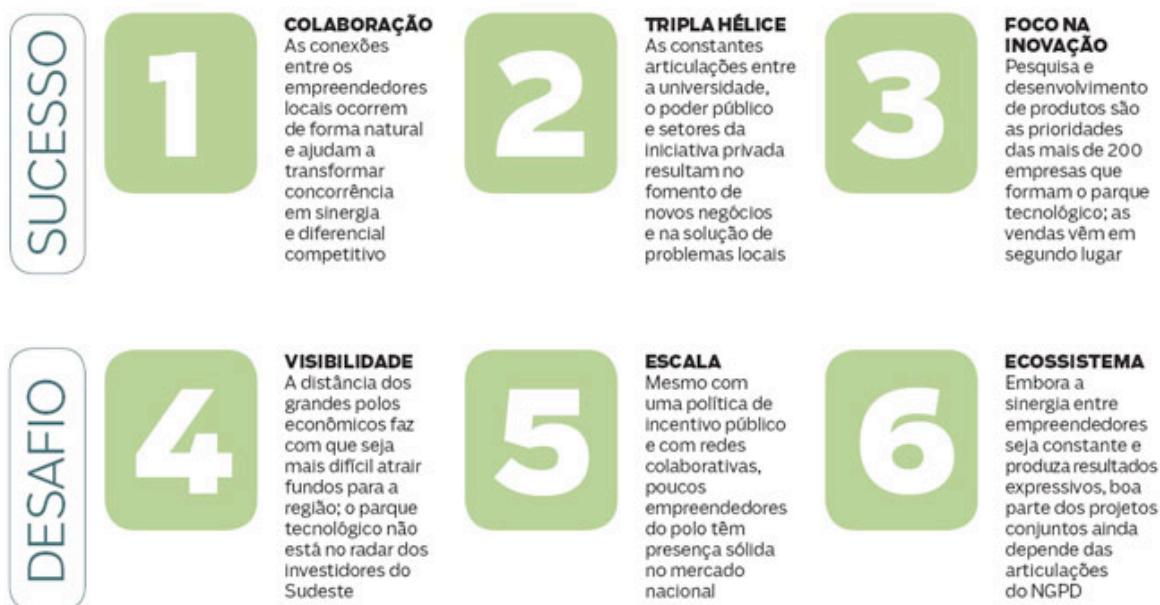 SUCESSO
1
COLABORAÇÃO
As conexões
entre os
empreendedores
locais ocorrem
de forma natural
e ajudam a
transformar
concorrência
em sinergia
e diferencial
competitivo
2
TRIPLA HÉLICE
As constantes
articulações entre
a universidade,
o poder público
e setores da
iniciativa privada
resultam no
fomento de
novos negócios
e na solução de
problemas locais
3
FOCO NA
INOVAÇÃO
Pesquisa e
desenvolvimento
de produtos são
as prioridades
das mais de 200
empresas que
formam o parque
tecnológico; as
vendas vêm em
segundo lugar
DESAFIO
4
VISIBILIDADE
A distância dos
grandes polos
econômicos faz
com que seja
mais difícil atrair
fundos para a
região; o parque
tecnológico não
está no radar dos
investidores do
Sudeste
5
ESCALA
Mesmo com
uma política de
incentivo público
e com redes
colaborativas,
poucos
empreendedores
do polo têm
presença sólida
no mercado
nacional
6
ECOSSISTEMA
Embora a
sinergia entre
empreendedores
seja constante e
produza resultados
expressivos, boa
parte dos projetos
conjuntos ainda
depende das
articulações
do NGPD